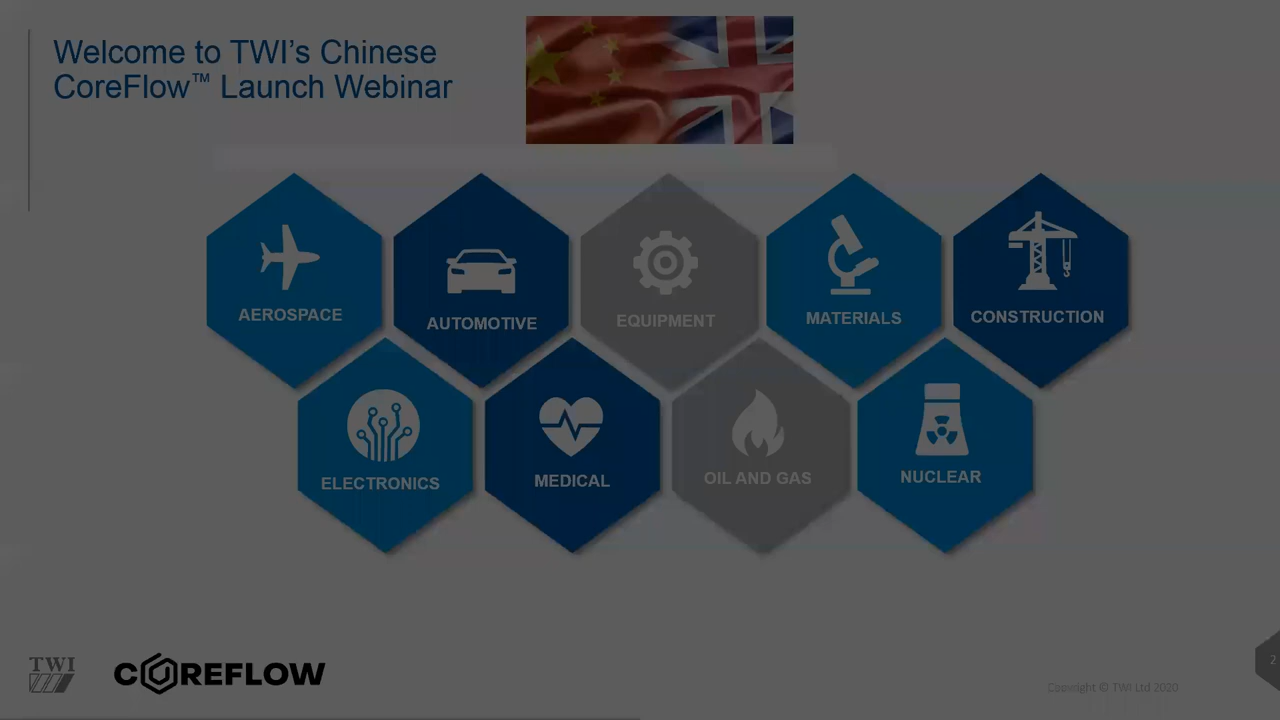 Welcome to TWI's Chinese
CoreFlow™ Launch Webinar
AEROSPACE
AUTOMOTIVE
EQUIPMENT
MATERIALS
CONSTRUCTION
ELECTRONICS
MEDICAL
OIL AND GAS
NUCLEAR
TWI
COREFLOW
Copyright © TWI Ltd 2020
2